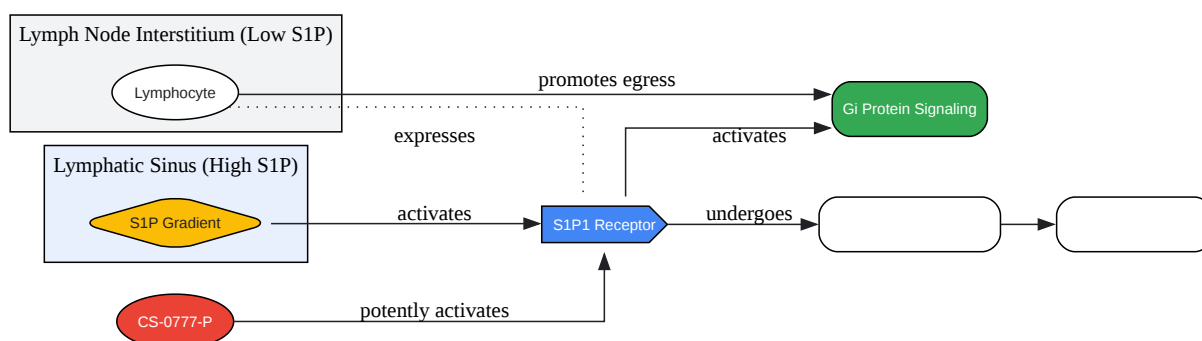 Lymph Node Interstitium (Low S1P)
Lymphocyte
promotes egress
Gi Protein Signaling
expresses
activates
Lymphatic Sinus (High S1P)
S1P Gradient
activates
S1P1 Receptor
undergoes
CS-0777-P
potently activates